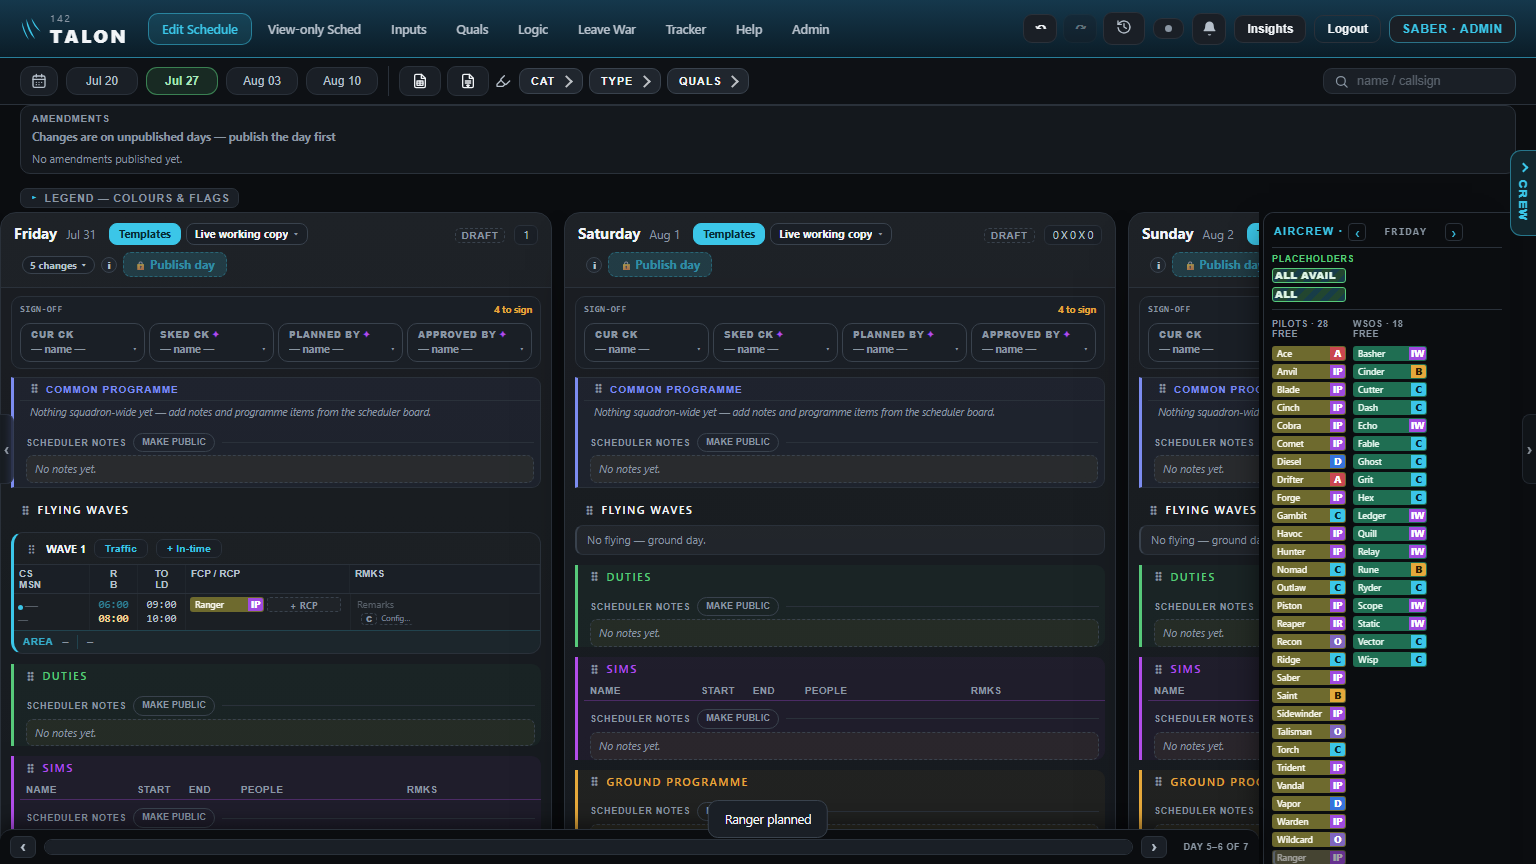 142
TALON
Edit Schedule
View-only Sched
Inputs
Quals
Logic
Leave War
Tracker
Help
Admin
Insights
Logout
SABER · ADMIN
Jul 20
Jul 27
Aug 03
Aug 10
CAT
TYPE
QUALS
name / callsign
AMENDMENTS
Changes are on unpublished days — publish the day first
No amendments published yet.
CREW
LEGEND — COLOURS & FLAGS
Friday Jul 31
Templates
Live working copy
DRAFT
1
5 changes
i
Publish day
SIGN-OFF
4 to sign
CUR CK
— name —
SKED CK
— name —
PLANNED BY
— name —
APPROVED BY
— name —
COMMON PROGRAMME
Nothing squadron-wide yet — add notes and programme items from the scheduler board.
SCHEDULER NOTES
MAKE PUBLIC
No notes yet.
FLYING WAVES
WAVE 1
Traffic
+ In-time
CS
MSN
R
B
TO
LD
FCP / RCP
RMKS
—
—
06:00
08:00
09:00
10:00
Ranger IP
+ RCP
Remarks
C Config...
AREA — | —
DUTIES
SCHEDULER NOTES
MAKE PUBLIC
No notes yet.
SIMS
NAME START END PEOPLE RMKS
SCHEDULER NOTES
MAKE PUBLIC
Saturday Aug 1
Templates
Live working copy
DRAFT
0X0X0
i
Publish day
SIGN-OFF
4 to sign
CUR CK
— name —
SKED CK
— name —
PLANNED BY
— name —
APPROVED BY
— name —
COMMON PROGRAMME
Nothing squadron-wide yet — add notes and programme items from the scheduler board.
SCHEDULER NOTES
MAKE PUBLIC
No notes yet.
FLYING WAVES
No flying — ground day.
DUTIES
SCHEDULER NOTES
MAKE PUBLIC
No notes yet.
SIMS
NAME START END PEOPLE RMKS
SCHEDULER NOTES
MAKE PUBLIC
No notes yet.
GROUND PROGRAMME
SCHEDULER NOTES
Ranger planned
Sunday Aug 2
i
Publish da
SIGN-OFF
CUR CK
— name —
COMMON PROG
Nothing squadron-wi
SCHEDULER NOTES
No notes yet.
FLYING WAVES
No flying — ground da
DUTIES
SCHEDULER NOTES
No notes yet.
SIMS
NAME
SCHEDULER NOTES
No notes yet.
GROUND PROG
SCHEDULER NOTES
AIRCREW ·
FRIDAY
PLACEHOLDERS
ALL AVAIL
ALL
PILOTS · 28
FREE
WSOS · 18
FREE
Ace A
Anvil IP
Blade IP
Cinch IP
Cobra IP
Comet IP
Diesel D
Drifter A
Forge IP
Gambit C
Havoc IP
Hunter IP
Nomad C
Outlaw C
Piston IP
Reaper IR
Recon O
Ridge C
Saber IP
Saint B
Sidewinder IP
Talisman O
Torch C
Trident IP
Vandal IP
Vapor D
Warden IP
Wildcard O
Ranger IP
Basher IW
Cinder B
Cutter C
Dash C
Echo IW
Fable C
Ghost C
Grit C
Hex C
Ledger IW
Quill IW
Relay IW
Rune B
Ryder C
Scope IW
Static IW
Vector C
Wisp C
DAY 5–6 OF 7